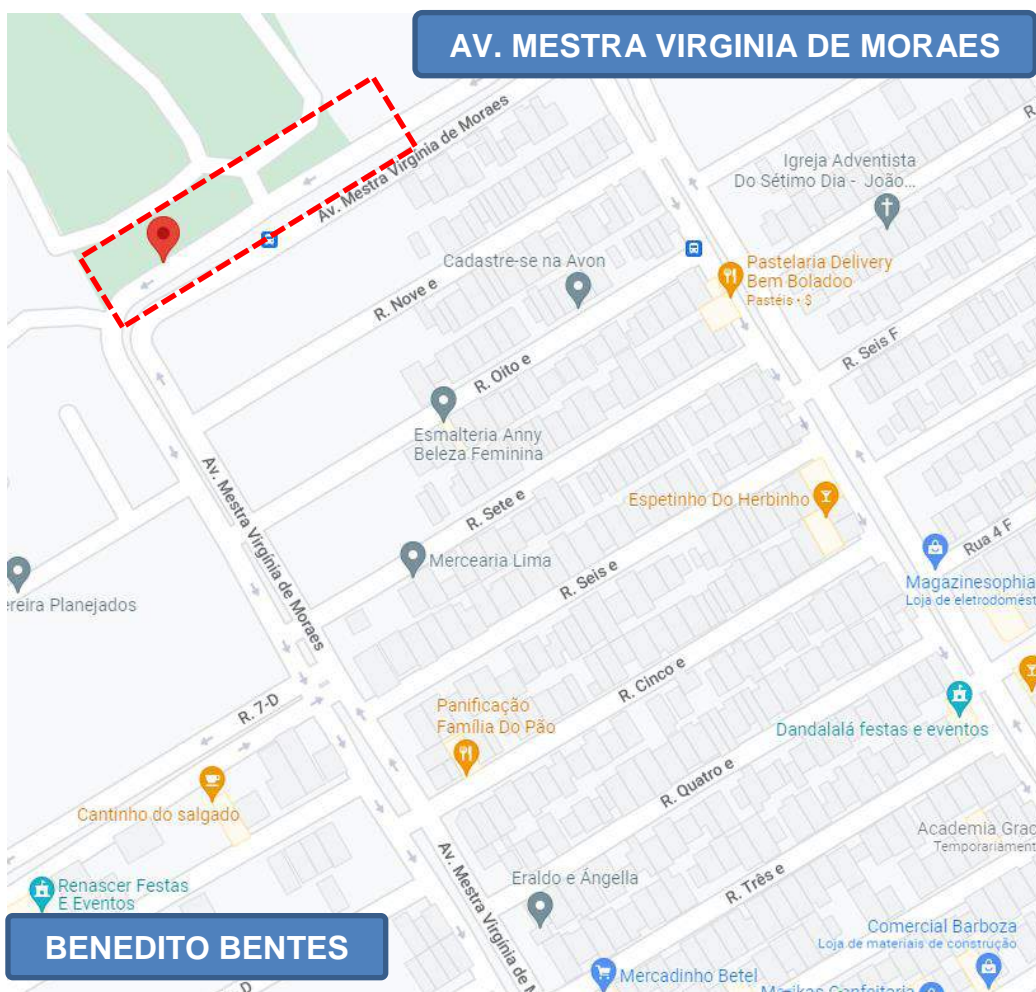 AV. MESTRA VIRGINIA DE MORAES
Av. Mestra Virgínia de Moraes
Igreja Adventista
Do Sétimo Dia - João...
Cadastre-se na Avon
Pastelaria Delivery
Bem Boladoo
Pastéis · $
R. Nove e
R. Oito e
R. Seis F
Esmalteria Anny
Beleza Feminina
Av. Mestra Virgínia de Moraes
R. Sete e
Espetinho Do Herbinho
Rua 4 F
Mercearia Lima
R. Seis e
Magazinesophia
Loja de eletrodomést
ereira Planejados
R. Cinco e
R. 7-D
Panificação
Família Do Pão
Dandalalá festas e eventos
R. Quatro e
Cantinho do salgado
Academia Grac
Temporariament
Av. Mestra Virgínia de M
Eraldo e Ángella
R. Três e
Renascer Festas
E Eventos
Comercial Barboza
Loja de materiais de construção
BENEDITO BENTES
Mercadinho Betel